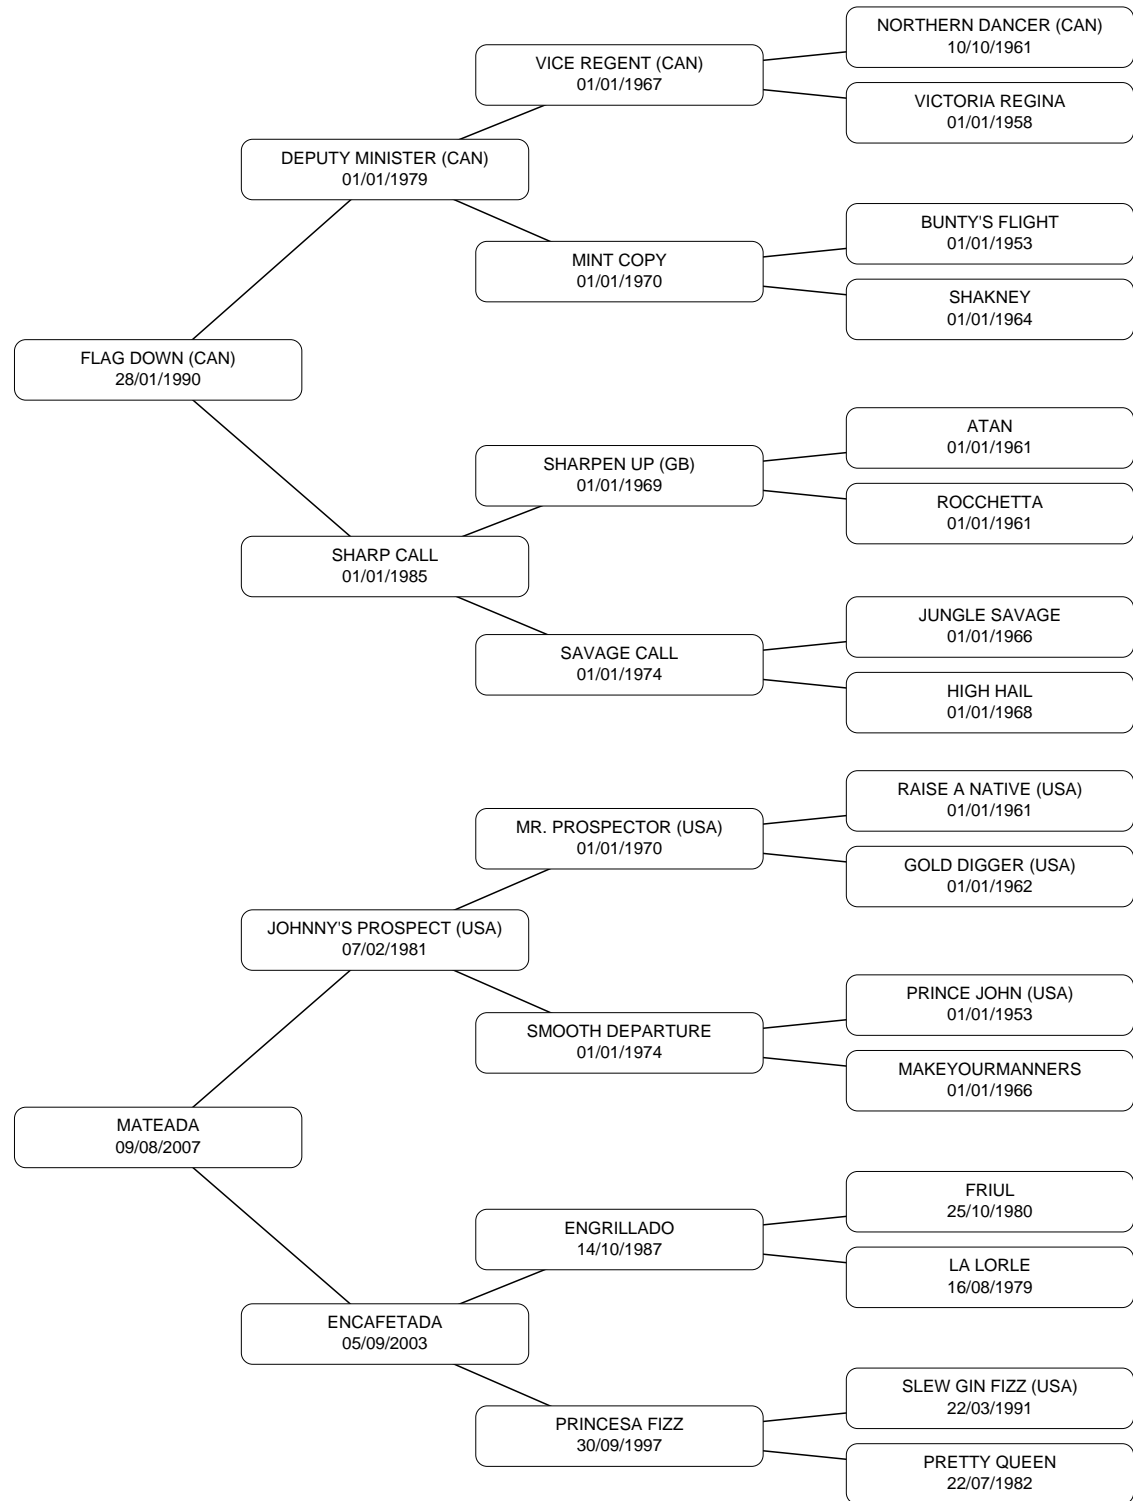 NORTHERN DANCER (CAN)
10/10/1961
VICE REGENT (CAN)
01/01/1967
VICTORIA REGINA
01/01/1958
DEPUTY MINISTER (CAN)
01/01/1979
BUNTY'S FLIGHT
01/01/1953
MINT COPY
01/01/1970
SHAKNEY
01/01/1964
FLAG DOWN (CAN)
28/01/1990
ATAN
01/01/1961
SHARPEN UP (GB)
01/01/1969
ROCCHETTA
01/01/1961
SHARP CALL
01/01/1985
JUNGLE SAVAGE
01/01/1966
SAVAGE CALL
01/01/1974
HIGH HAIL
01/01/1968
RAISE A NATIVE (USA)
01/01/1961
MR. PROSPECTOR (USA)
01/01/1970
GOLD DIGGER (USA)
01/01/1962
JOHNNY'S PROSPECT (USA)
07/02/1981
PRINCE JOHN (USA)
01/01/1953
SMOOTH DEPARTURE
01/01/1974
MAKEYOURMANNERS
01/01/1966
MATEADA
09/08/2007
FRIUL
25/10/1980
ENGRILLADO
14/10/1987
LA LORLE
16/08/1979
ENCAFETADA
05/09/2003
SLEW GIN FIZZ (USA)
22/03/1991
PRINCESA FIZZ
30/09/1997
PRETTY QUEEN
22/07/1982